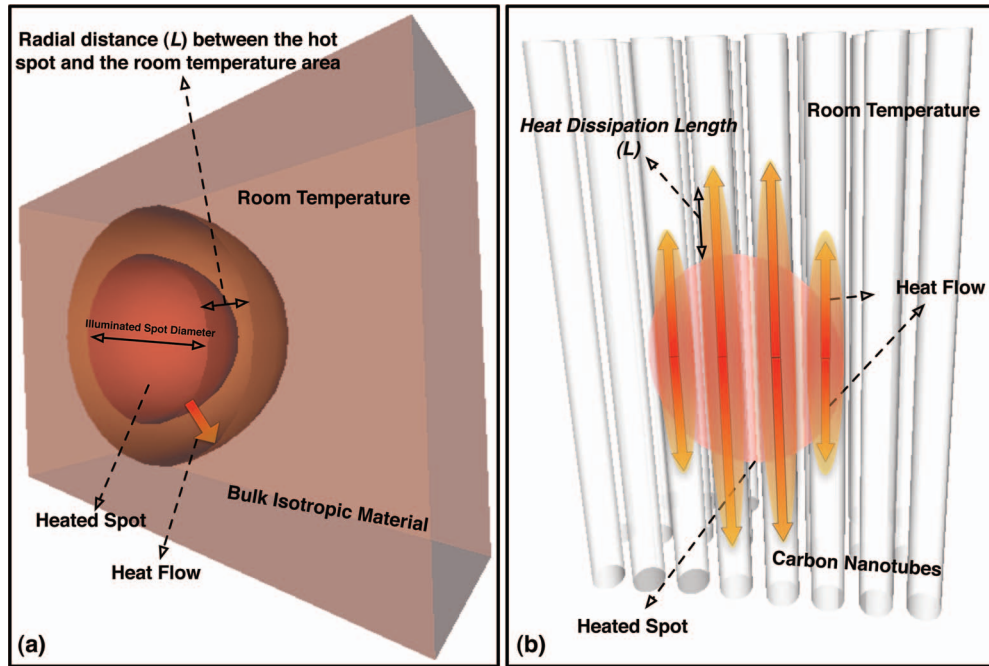 Radial distance (L) between the hot
spot and the room temperature area
Room Temperature
Illuminated Spot Diameter
Bulk Isotropic Material
Heated Spot
Heat Flow
(a)
Room Temperature
Heat Dissipation Length
(L)
Heat Flow
Carbon Nanotubes
Heated Spot
(b)